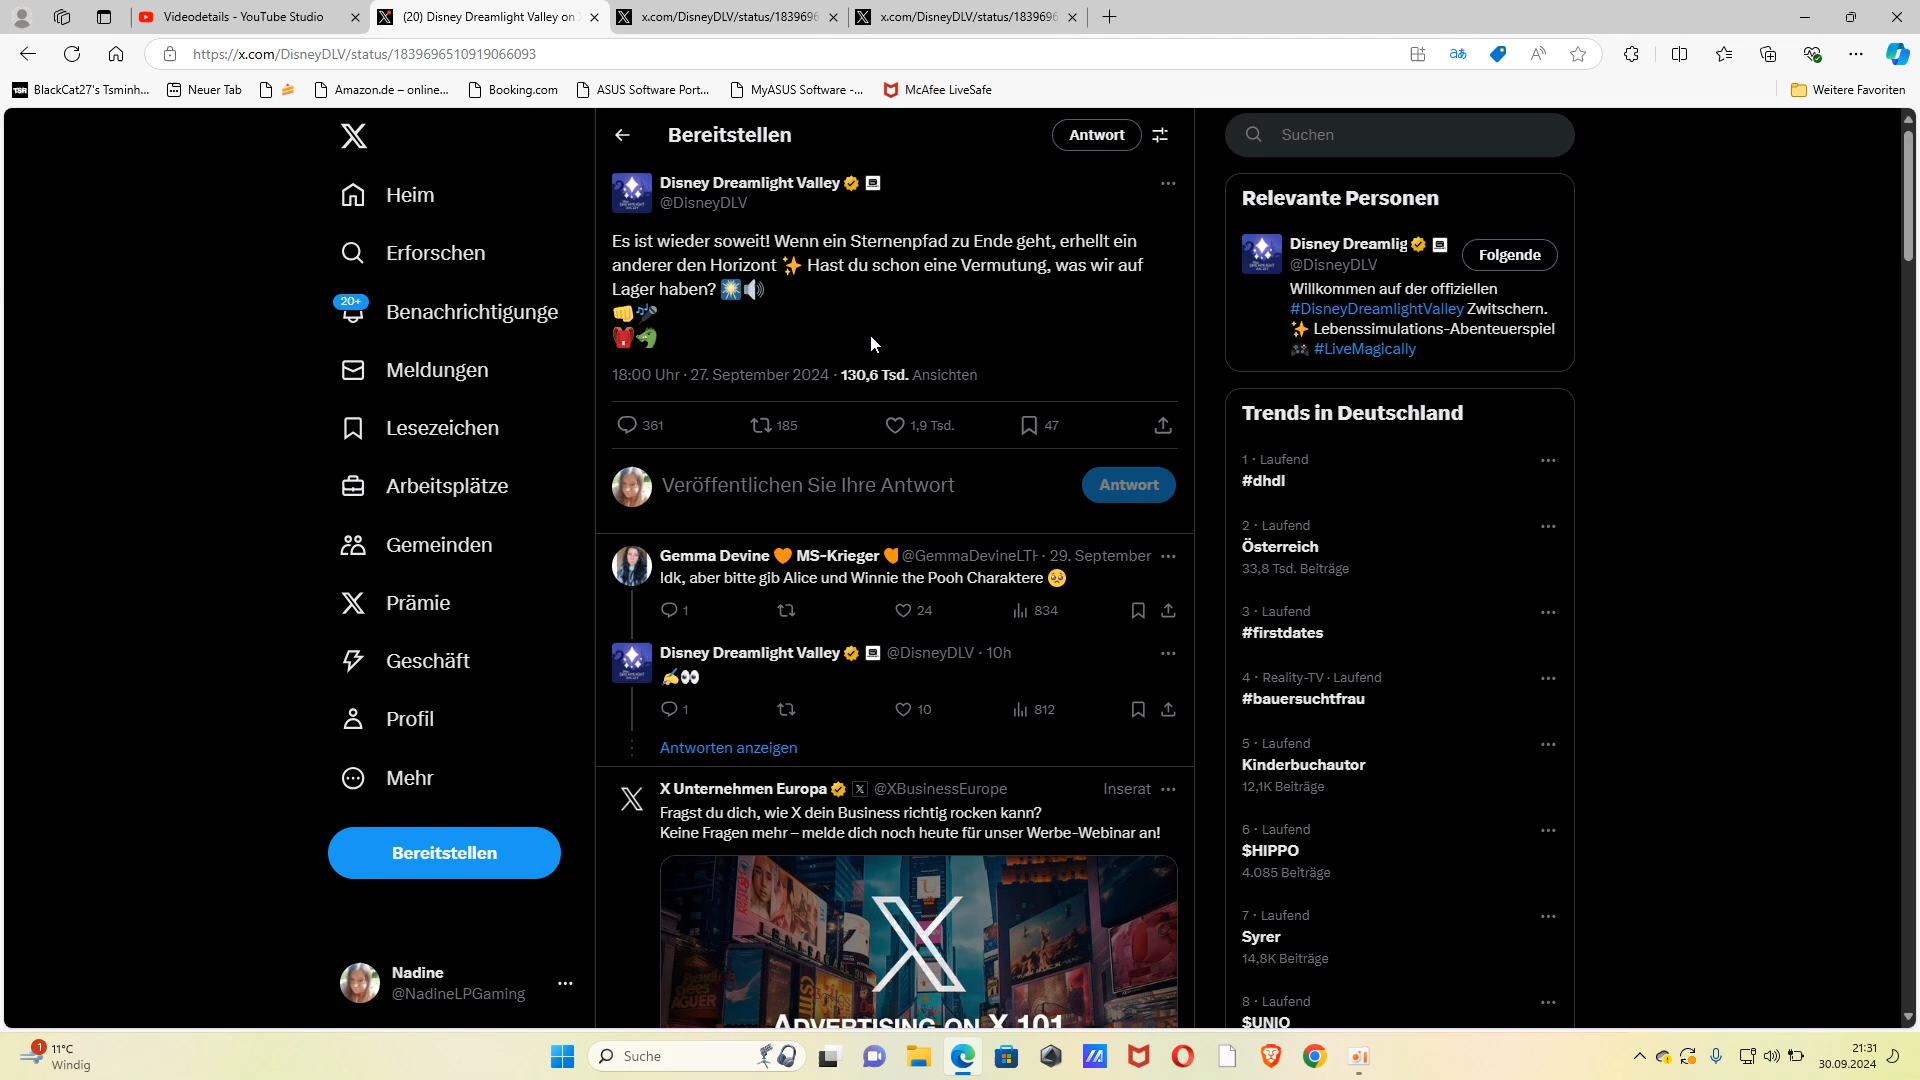 Videodetails - YouTube Studio
(20) Disney Dreamlight Valley on
x.com/DisneyDLV/status/183969
x.com/DisneyDLV/status/183969
https://x.com/DisneyDLV/status/1839696510919066093
BlackCat27's Tsminh...
Neuer Tab
Amazon.de – online...
Booking.com
ASUS Software Port...
MyASUS Software -...
McAfee LiveSafe
Weitere Favoriten
Heim
Erforschen
20+
Benachrichtigunge
Meldungen
Lesezeichen
Arbeitsplätze
Gemeinden
Prämie
Geschäft
Profil
Mehr
Bereitstellen
Nadine
@NadineLPGaming
Bereitstellen
Antwort
Disney Dreamlight Valley
@DisneyDLV
Es ist wieder soweit! Wenn ein Sternenpfad zu Ende geht, erhellt ein
anderer den Horizont ✨ Hast du schon eine Vermutung, was wir auf
Lager haben? 🎇🔊
👊🎤
🎒🐲
18:00 Uhr · 27. September 2024 · 130,6 Tsd. Ansichten
361 185 1,9 Tsd. 47
Veröffentlichen Sie Ihre Antwort
Antwort
Gemma Devine 🧡 MS-Krieger 🧡 @GemmaDevineLTF · 29. September
Idk, aber bitte gib Alice und Winnie the Pooh Charaktere 🥺
1 24 834
Disney Dreamlight Valley @DisneyDLV · 10h
✍️👀
1 10 812
Antworten anzeigen
X Unternehmen Europa @XBusinessEurope Inserat
Fragst du dich, wie X dein Business richtig rocken kann?
Keine Fragen mehr – melde dich noch heute für unser Werbe-Webinar an!
ADVERTISING ON X 101
Suchen
Relevante Personen
Disney Dreamlig
@DisneyDLV
Folgende
Willkommen auf der offiziellen
#DisneyDreamlightValley Zwitschern.
✨ Lebenssimulations-Abenteuerspiel
🎮 #LiveMagically
Trends in Deutschland
1 · Laufend
#dhdl
2 · Laufend
Österreich
33,8 Tsd. Beiträge
3 · Laufend
#firstdates
4 · Reality-TV · Laufend
#bauersuchtfrau
5 · Laufend
Kinderbuchautor
12,1K Beiträge
6 · Laufend
$HIPPO
4.085 Beiträge
7 · Laufend
Syrer
14,8K Beiträge
8 · Laufend
$UNIO
1
11°C
Windig
Suche
21:31
30.09.2024